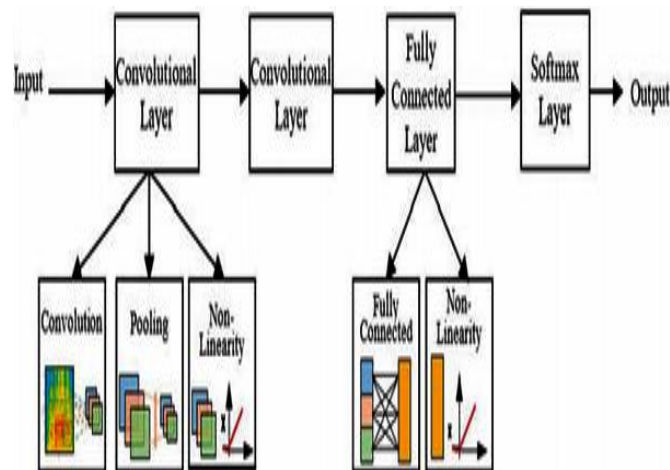 Input
Convolutional
Layer
Convolutional
Layer
Fully
Connected
Layer
Softmax
Layer
Output
Convolution
Pooling
Non-
Linearity
Fully
Connected
Non-
Linearity
x
x